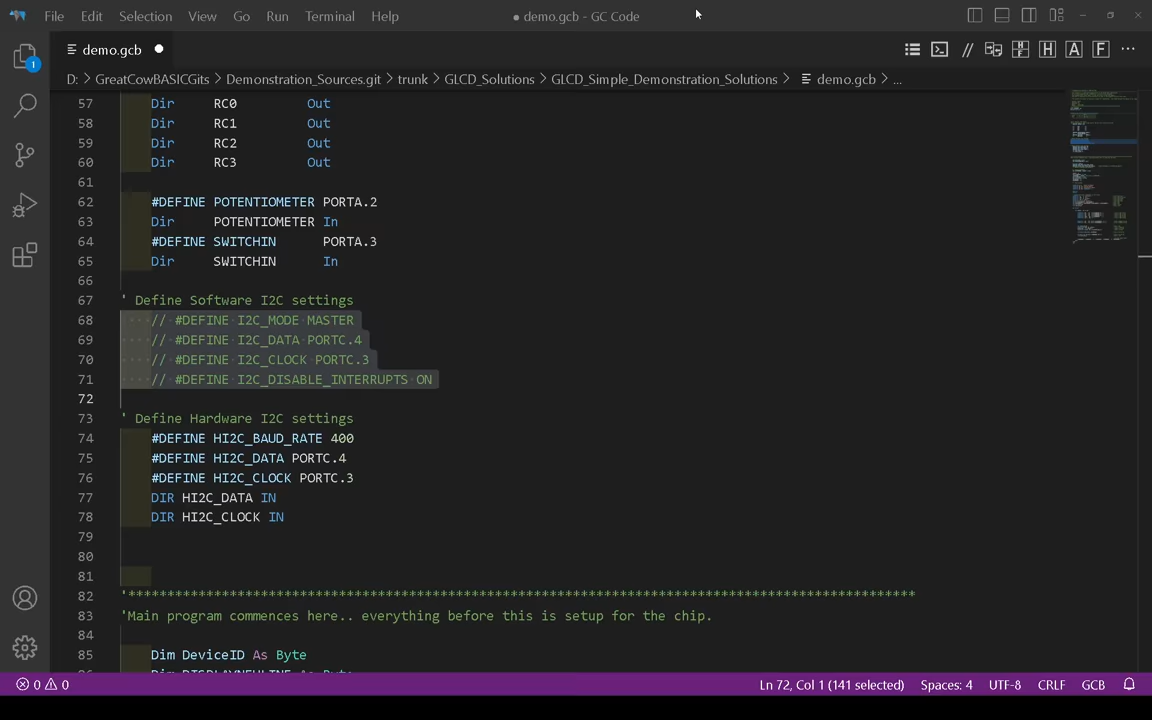 File Edit Selection View Go Run Terminal Help ● demo.gcb - GC Code
demo.gcb ●
D: > GreatCowBASICGits > Demonstration_Sources.git > trunk > GLCD_Solutions > GLCD_Simple_Demonstration_Solutions > demo.gcb > ...
1
57 Dir RC0 Out
58 Dir RC1 Out
59 Dir RC2 Out
60 Dir RC3 Out
61
62 #DEFINE POTENTIOMETER PORTA.2
63 Dir POTENTIOMETER In
64 #DEFINE SWITCHIN PORTA.3
65 Dir SWITCHIN In
66
67 ' Define Software I2C settings
68 // #DEFINE I2C_MODE MASTER
69 // #DEFINE I2C_DATA PORTC.4
70 // #DEFINE I2C_CLOCK PORTC.3
71 // #DEFINE I2C_DISABLE_INTERRUPTS ON
72
73 ' Define Hardware I2C settings
74 #DEFINE HI2C_BAUD_RATE 400
75 #DEFINE HI2C_DATA PORTC.4
76 #DEFINE HI2C_CLOCK PORTC.3
77 DIR HI2C_DATA IN
78 DIR HI2C_CLOCK IN
79
80
81
82 '*****************************************************************************************************
83 'Main program commences here.. everything before this is setup for the chip.
84
85 Dim DeviceID As Byte
0 0 Ln 72, Col 1 (141 selected) Spaces: 4 UTF-8 CRLF GCB